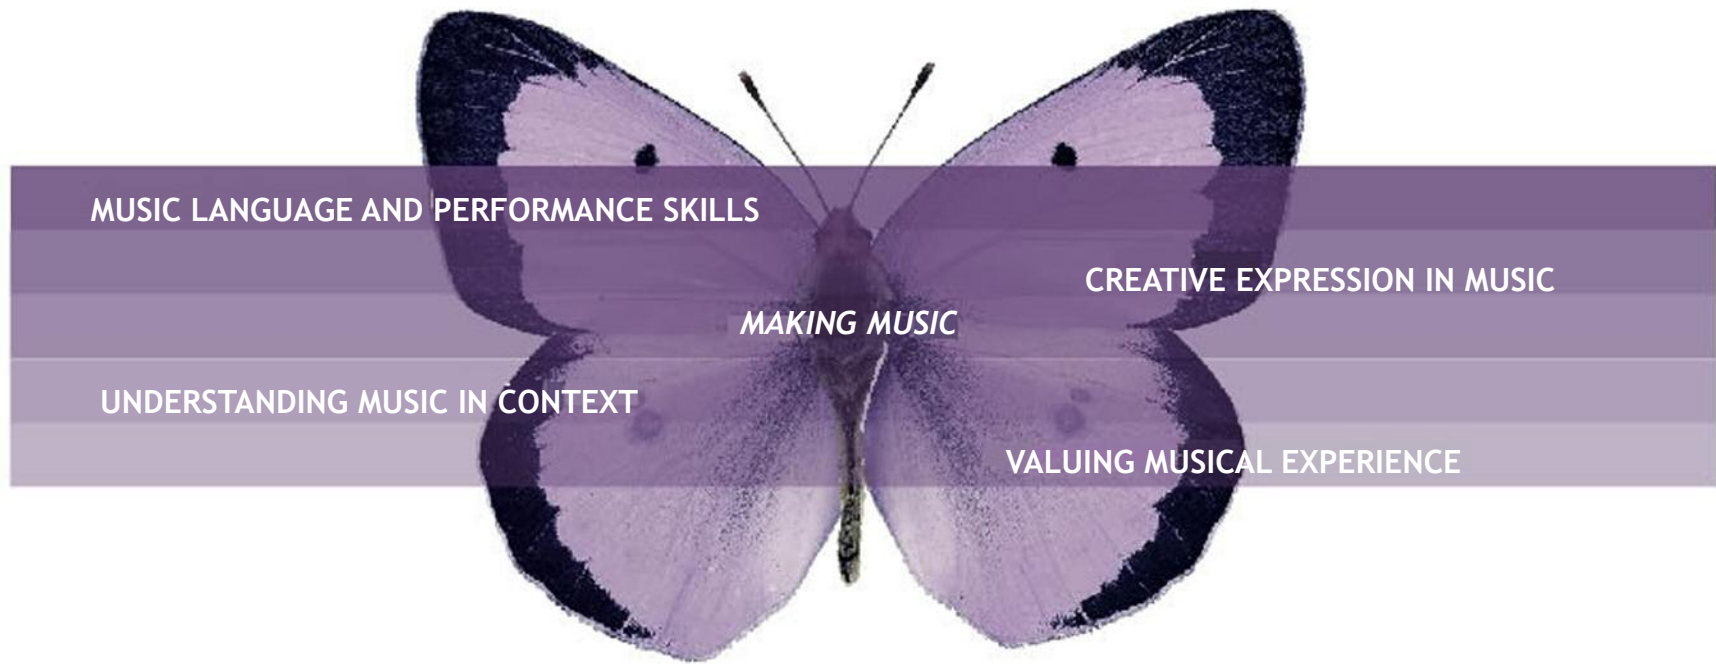 MUSIC LANGUAGE AND PERFORMANCE SKILLS
CREATIVE EXPRESSION IN MUSIC
MAKING MUSIC
UNDERSTANDING MUSIC IN CONTEXT
VALUING MUSICAL EXPERIENCE